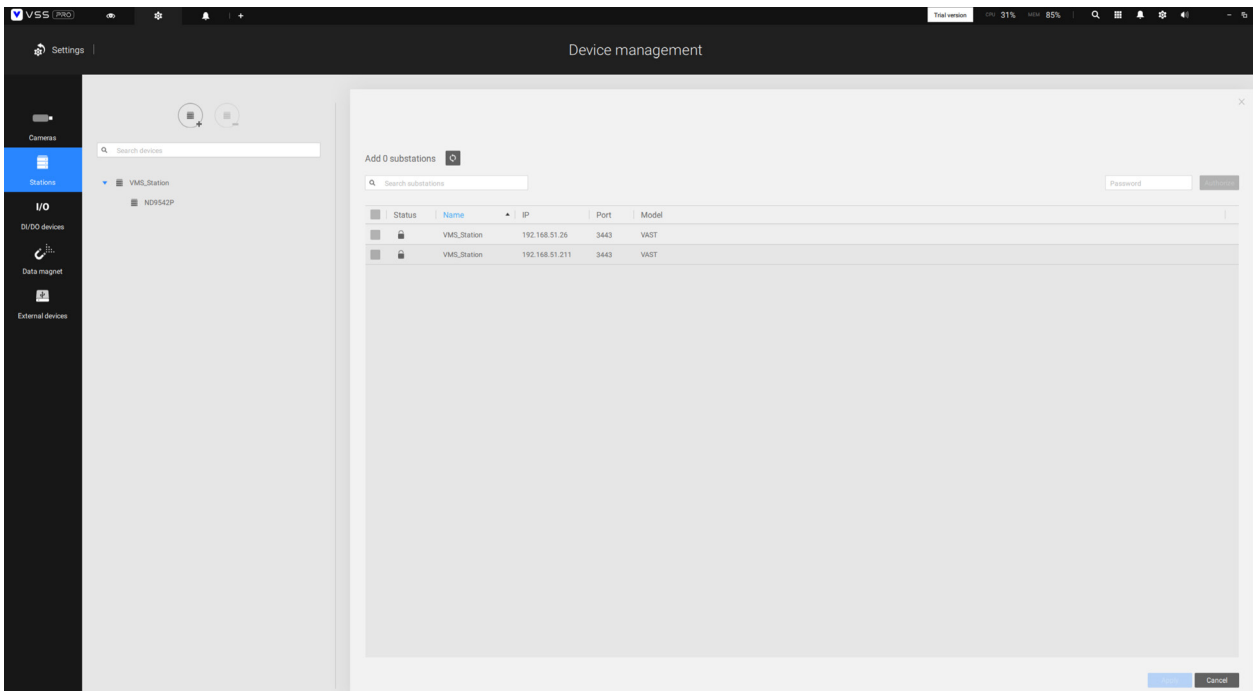 VSS PRO + Trial version CPU 31% MEM 85%
Settings
Device management
Cameras
Stations
I/O
DI/DO devices
Data magnet
External devices
Search devices
VMS_Station
ND9542P
Add 0 substations
Search substations
Password
Status Name IP Port Model
VMS_Station 192.168.51.26 3443 VAST
VMS_Station 192.168.51.211 3443 VAST
Cancel